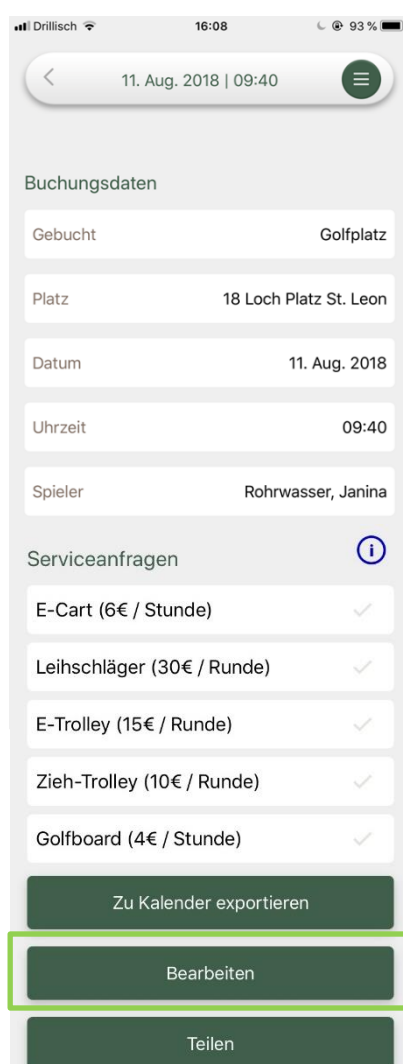 Drillisch 16:08 93 %
11. Aug. 2018 | 09:40
Buchungsdaten
Gebucht Golfplatz
Platz 18 Loch Platz St. Leon
Datum 11. Aug. 2018
Uhrzeit 09:40
Spieler Rohrwasser, Janina
Serviceanfragen i
E-Cart (6€ / Stunde)
Leihschläger (30€ / Runde)
E-Trolley (15€ / Runde)
Zieh-Trolley (10€ / Runde)
Golfboard (4€ / Stunde)
Zu Kalender exportieren
Bearbeiten
Teilen